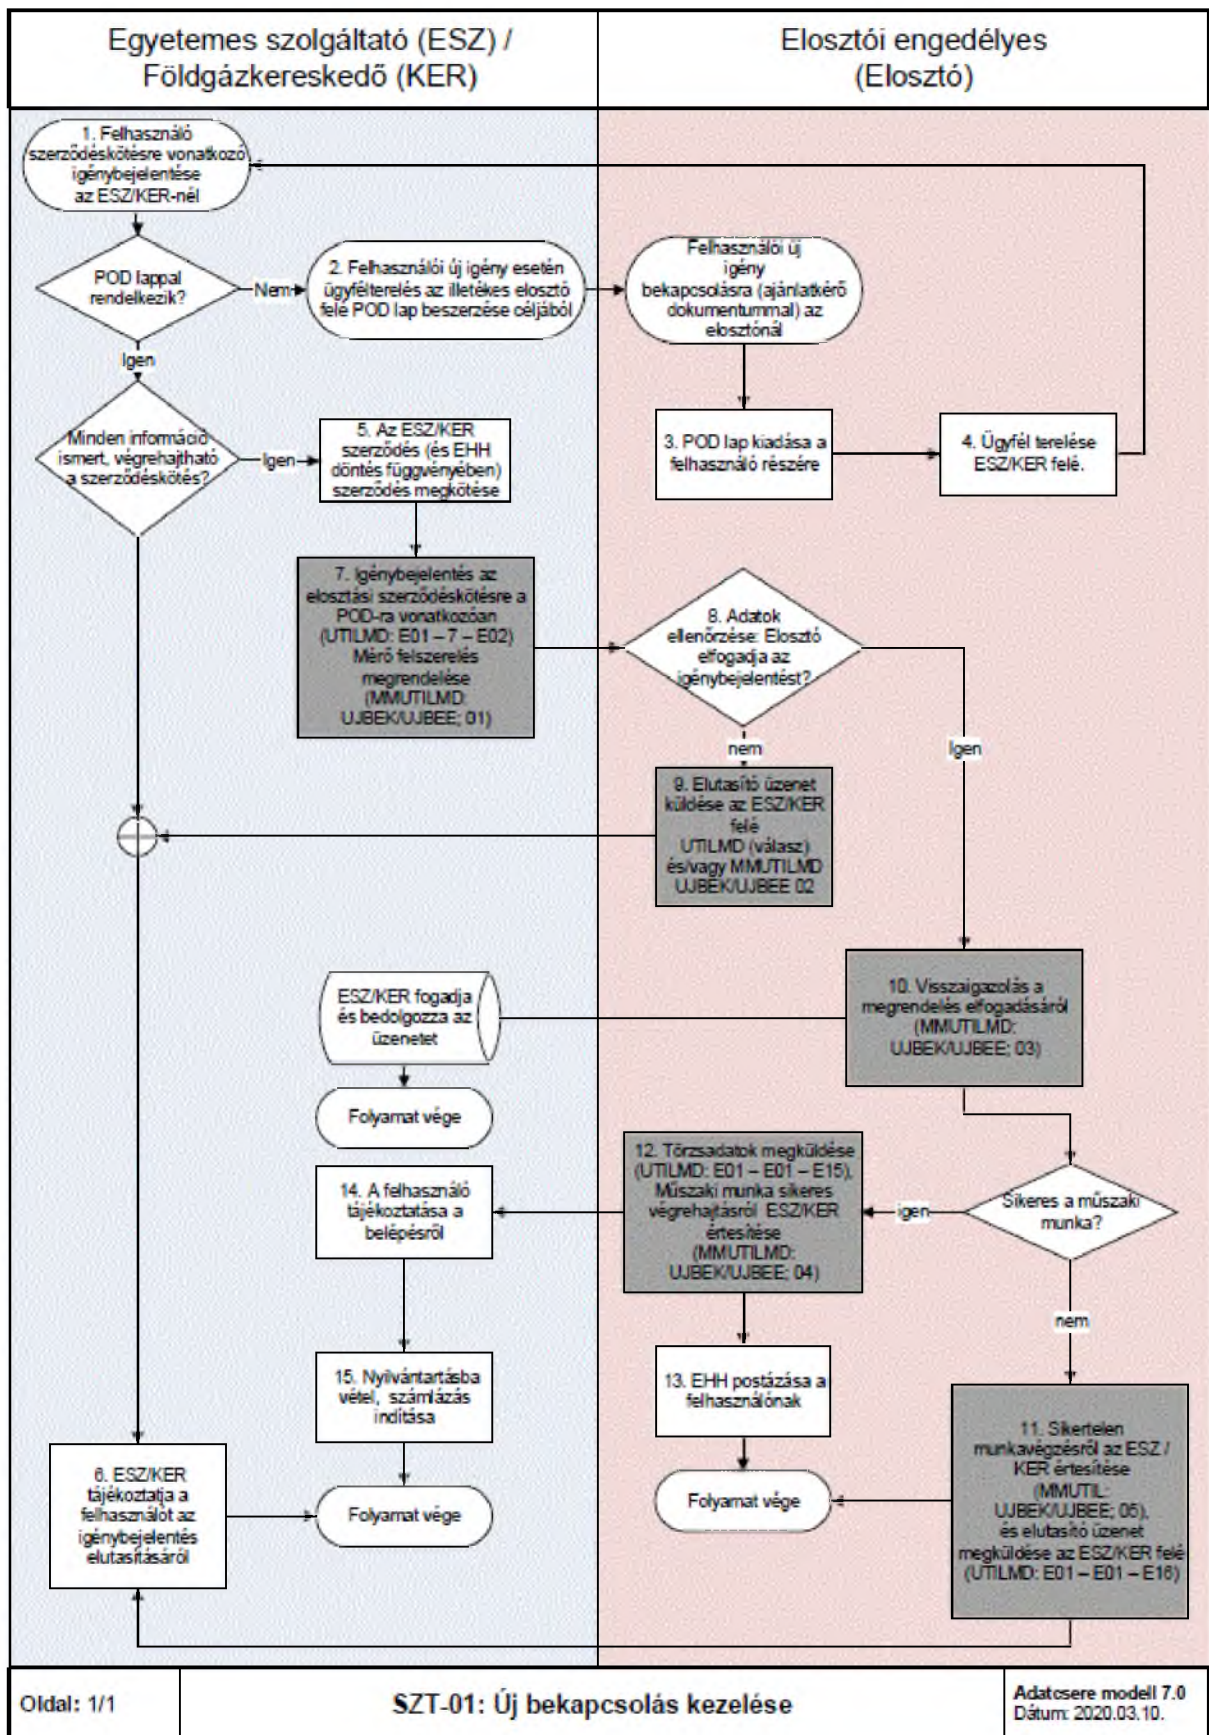 Egyetemes szolgáltató (ESZ) /
Földgázkereskedő (KER)
Elosztói engedélyes
(Elosztó)
1. Felhasználó
szerződéskötésre vonatkozó
igénybejelentése
az ESZ/KER-nél
POD lappal
rendelkezik?
Nem
2. Felhasználói új igény esetén
ügyfélterelés az illetékes elosztó
felé POD lap beszerzése céljából
Felhasználói új
igény
bekapcsolásra (ajánlatkérő
dokumentummal) az
elosztónál
Igen
Minden információ
ismert, végrehajtható
a szerződéskötés?
Igen
5. Az ESZ/KER
szerződés (és EHH
döntés függvényében)
szerződés megkötése
3. POD lap kiadása a
felhasználó részére
4. Ügyfél terelése
ESZ/KER felé.
7. Igénybejelentés az
elosztási szerződéskötésre a
POD-ra vonatkozóan
(UTILMD: E01 – 7 – E02)
Mérő felszerelés
megrendelése
(MMUTILMD:
UJBEK/UJBEE; 01)
8. Adatok
ellenőrzése: Elosztó
elfogadja az
igénybejelentést?
nem
Igen
9. Elutasító üzenet
küldése az ESZ/KER
felé
UTILMD (válasz)
és/vagy MMUTILMD
UJBEK/UJBEE 02
10. Visszaigazolás a
megrendelés elfogadásáról
(MMUTILMD:
UJBEK/UJBEE; 03)
ESZ/KER fogadja
és bedolgozza az
üzenetet
Folyamat vége
12. Törzsadatok megküldése
(UTILMD: E01 – E01 – E15),
Műszaki munka sikeres
végrehajtásról ESZ/KER
értesítése
(MMUTILMD:
UJBEK/UJBEE; 04)
igen
Sikeres a műszaki
munka?
14. A felhasználó
tájékoztatása a
belépésről
nem
15. Nyilvántartásba
vétel, számlázás
indítása
13. EHH postázása a
felhasználónak
11. Sikertelen
munkavégzésről az ESZ /
KER értesítése
(MMUTIL:
UJBEK/UJBEE; 05),
és elutasító üzenet
megküldése az ESZ/KER felé
(UTILMD: E01 – E01 – E16)
6. ESZ/KER
tájékoztatja a
felhasználót az
igénybejelentés
elutasításáról
Folyamat vége
Folyamat vége
Oldal: 1/1
SZT-01: Új bekapcsolás kezelése
Adatcsere modell 7.0
Dátum: 2020.03.10.